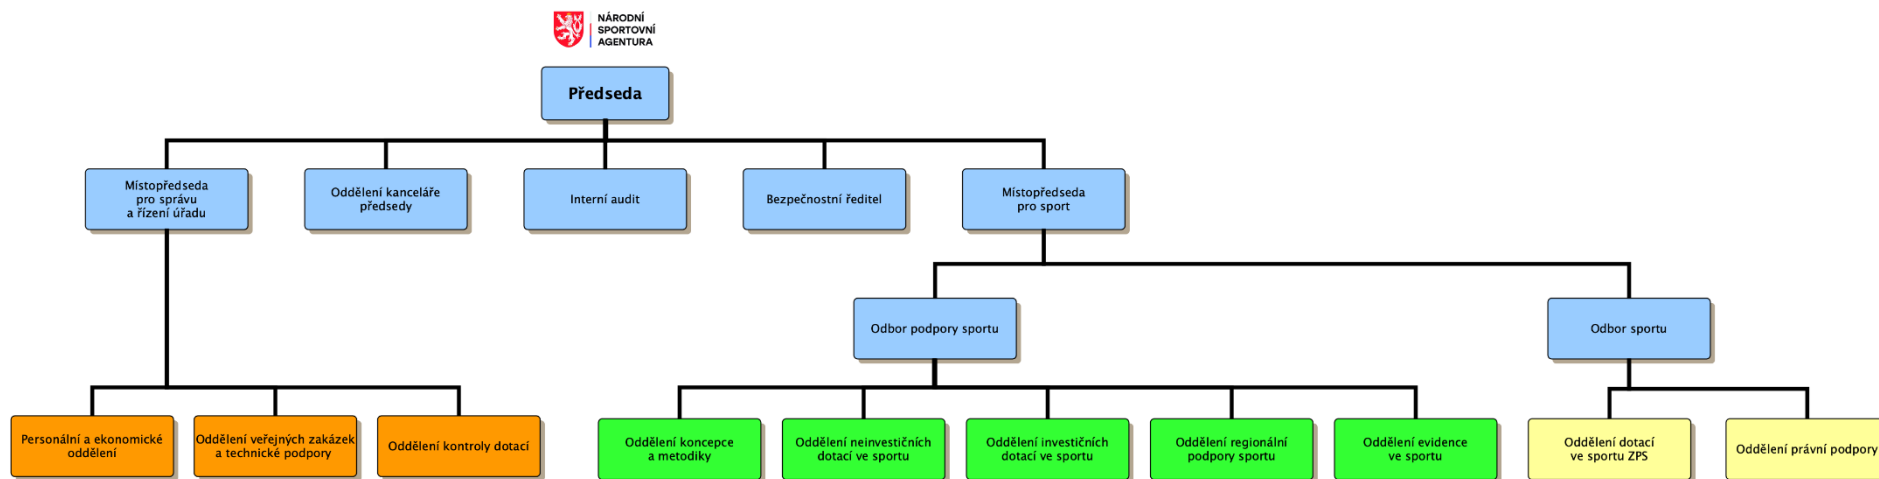 NÁRODNÍ
SPORTOVNÍ
AGENTURA
Předseda
Místopředseda
pro správu
a řízení úřadu
Oddělení kanceláře
předsedy
Interní audit
Bezpečnostní ředitel
Místopředseda
pro sport
Odbor podpory sportu
Odbor sportu
Personální a ekonomické
oddělení
Oddělení veřejných zakázek
a technické podpory
Oddělení kontroly dotací
Oddělení koncepce
a metodiky
Oddělení neinvestičních
dotací ve sportu
Oddělení investičních
dotací ve sportu
Oddělení regionální
podpory sportu
Oddělení evidence
ve sportu
Oddělení dotací
ve sportu ZPS
Oddělení právní podpory